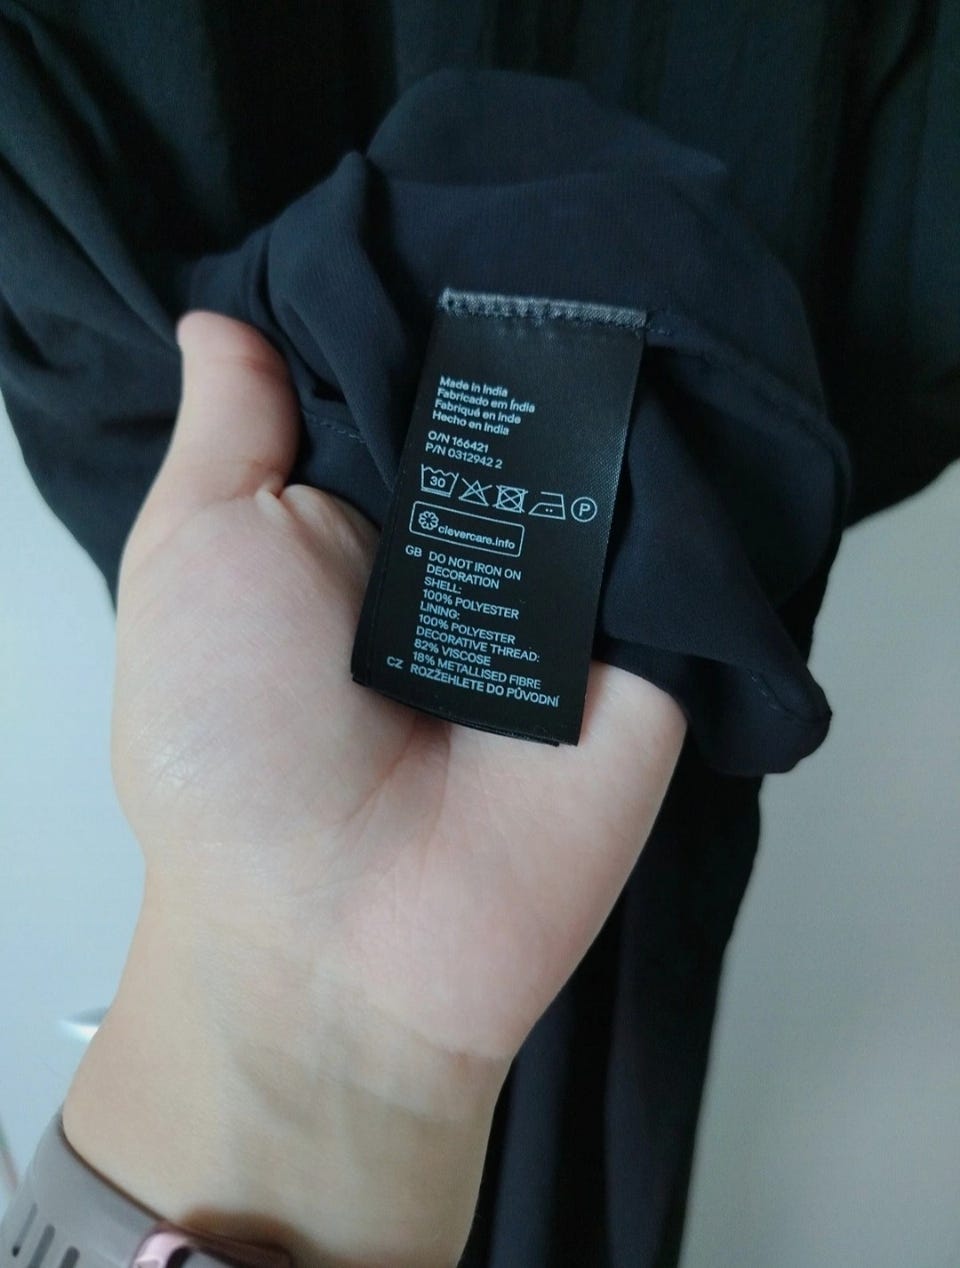 Made in India
Fabricado em Índia
Fabriqué en Inde
Hecho en India
O/N 166421
P/N 0312942 2
30 P
clevercare.info
GB DO NOT IRON ON
DECORATION
SHELL:
100% POLYESTER
LINING:
100% POLYESTER
DECORATIVE THREAD:
82% VISCOSE
18% METALLISED FIBRE
CZ ROZŽEHLETE DO PŮVODNÍ